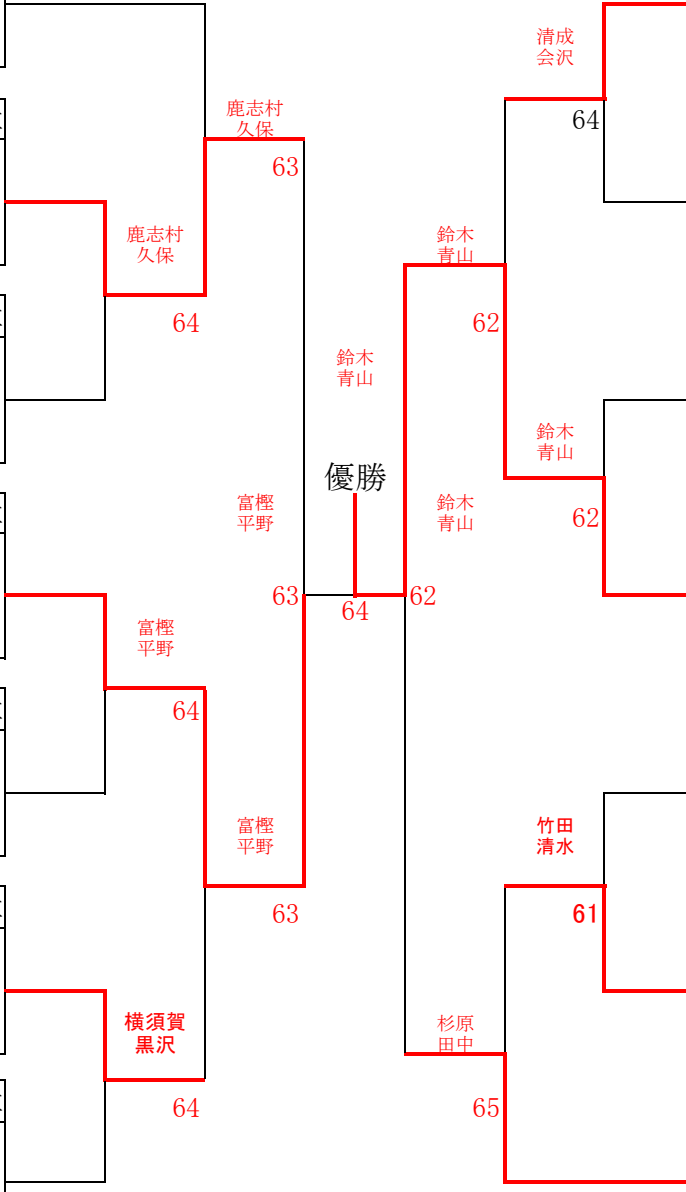 清成
会沢
64
鹿志村
久保
63
鹿志村
久保
64
鈴木
青山
62
鈴木
青山
鈴木
青山
62
優勝
富樫
平野
鈴木
青山
63
64
62
富樫
平野
64
富樫
平野
63
竹田
清水
61
横須賀
黒沢
64
杉原
田中
65